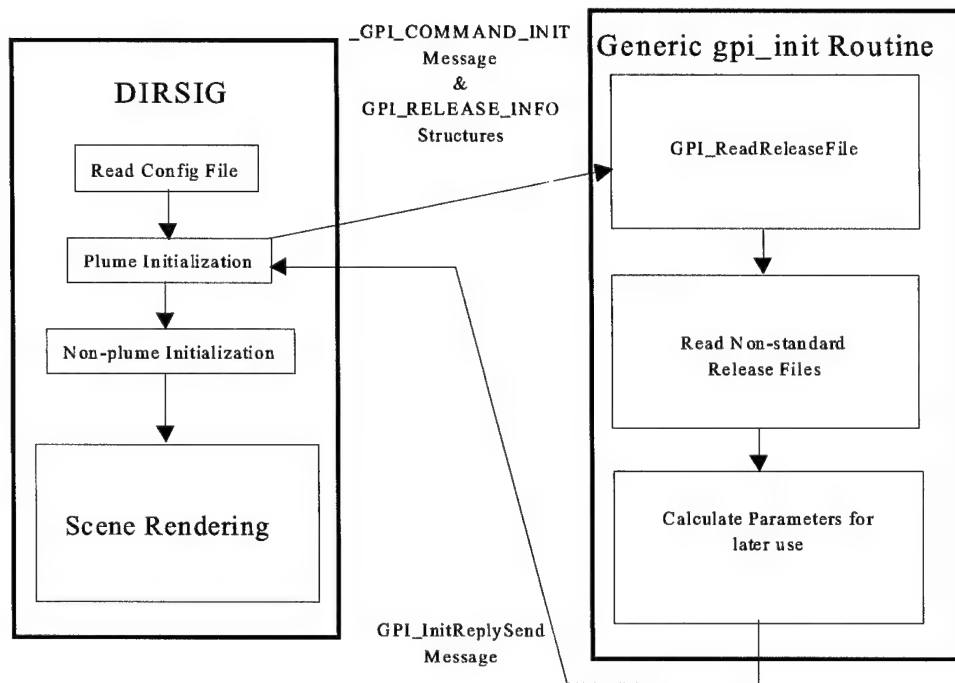 DIRSIG
Read Config File
Plume Initialization
Non-plume Initialization
Scene Rendering
_GPI_COMMAND_INIT
Message
&
GPI_RELEASE_INFO
Structures
GPI_InitReplySend
Message
Generic gpi_init Routine
GPI_ReadReleaseFile
Read Non-standard
Release Files
Calculate Parameters for
later use